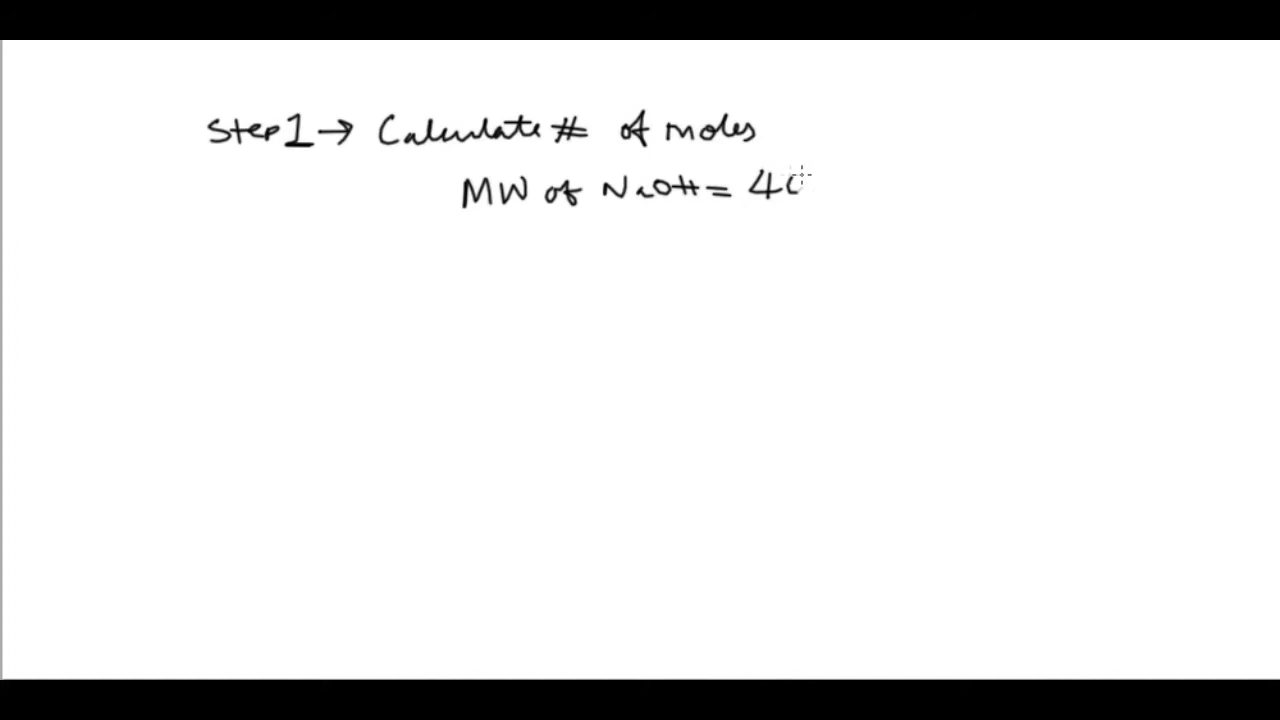 Step 1 → Calculate # of moles
MW of NaOH = 40